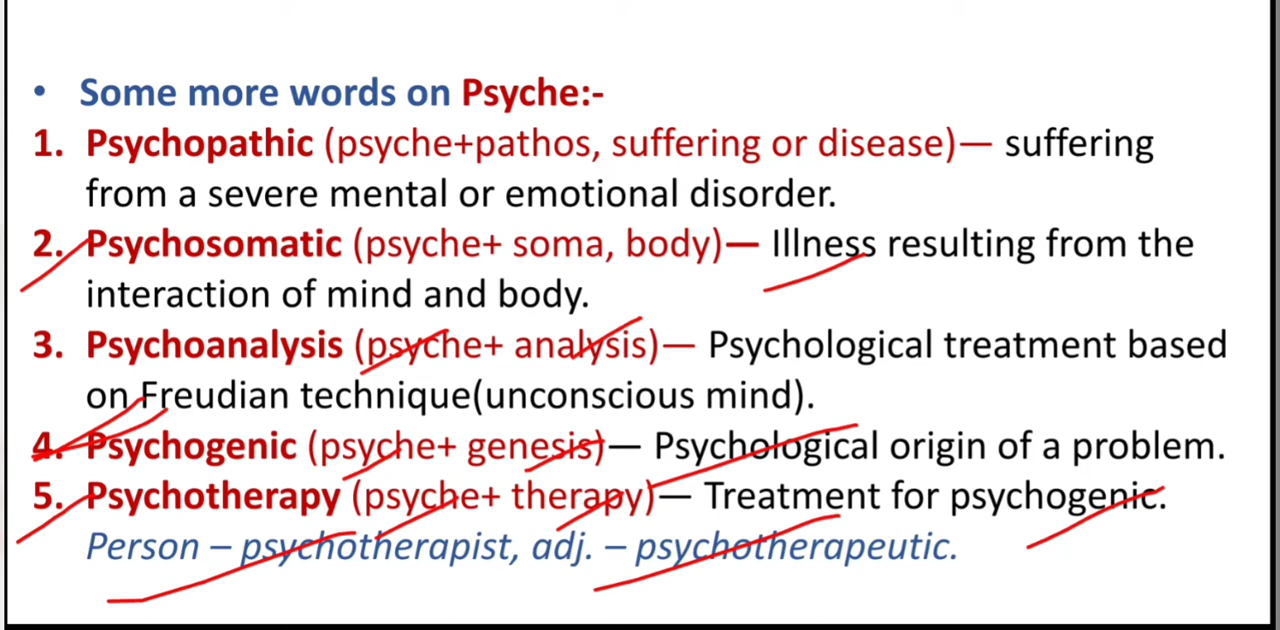 • Some more words on Psyche:-
1. Psychopathic (psyche+pathos, suffering or disease)— suffering
from a severe mental or emotional disorder.
2. Psychosomatic (psyche+ soma, body)— Illness resulting from the
interaction of mind and body.
3. Psychoanalysis (psyche+ analysis)— Psychological treatment based
on Freudian technique(unconscious mind).
4. Psychogenic (psyche+ genesis)— Psychological origin of a problem.
5. Psychotherapy (psyche+ therapy)— Treatment for psychogenic.
Person – psychotherapist, adj. – psychotherapeutic.